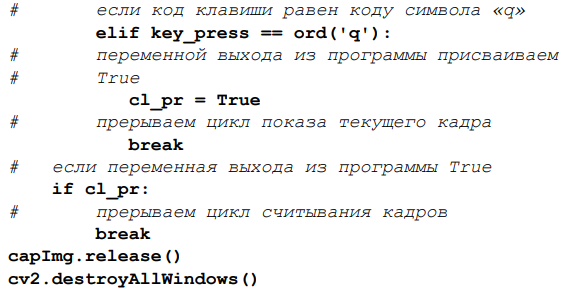 #       если код клавиши равен коду символа «q»
        elif key_press == ord('q'):
#       переменной выхода из программы присваиваем
#       True
           cl_pr = True
#       прерываем цикл показа текущего кадра
           break
#   если переменная выхода из программы True
    if cl_pr:
#       прерываем цикл считывания кадров
        break
capImg.release()
cv2.destroyAllWindows()